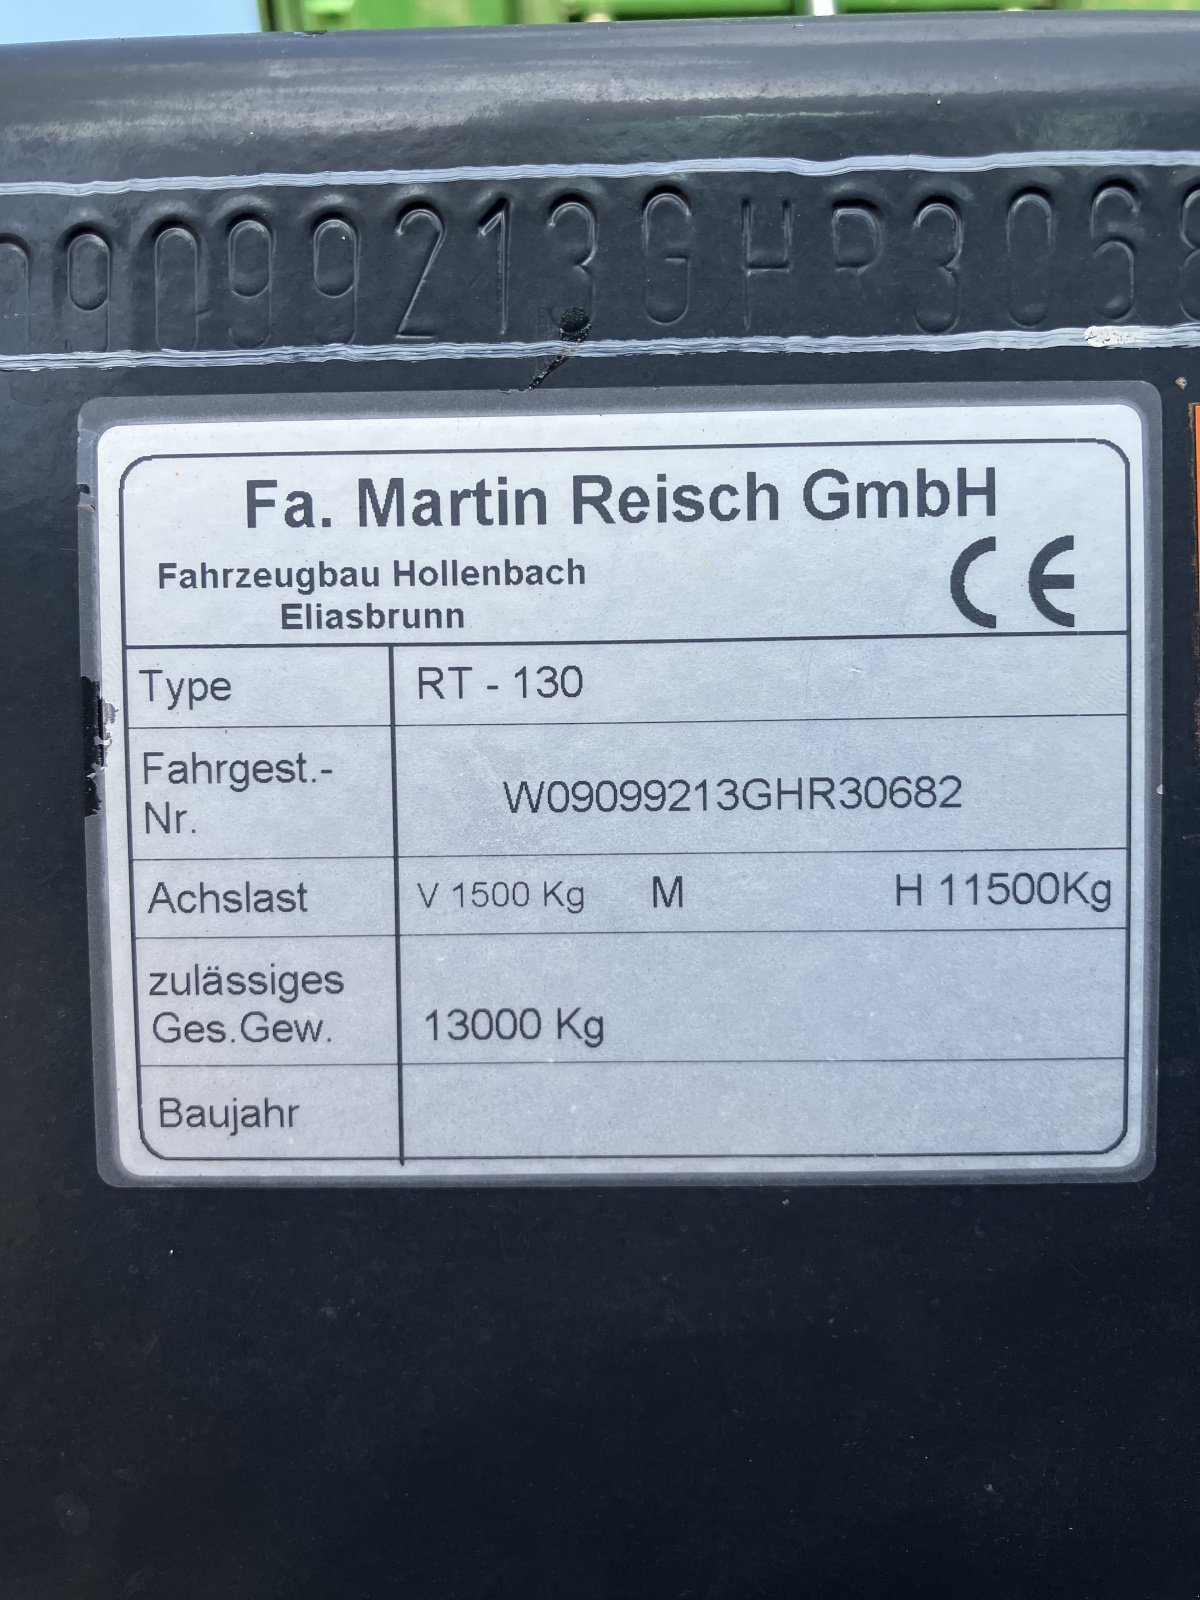 9099213GHR3068
Fa. Martin Reisch GmbH
Fahrzeugbau Hollenbach
Eliasbrunn
CE
Type RT - 130
Fahrgest.-
Nr. W09099213GHR30682
Achslast V 1500 Kg M H 11500Kg
zulässiges
Ges.Gew. 13000 Kg
Baujahr